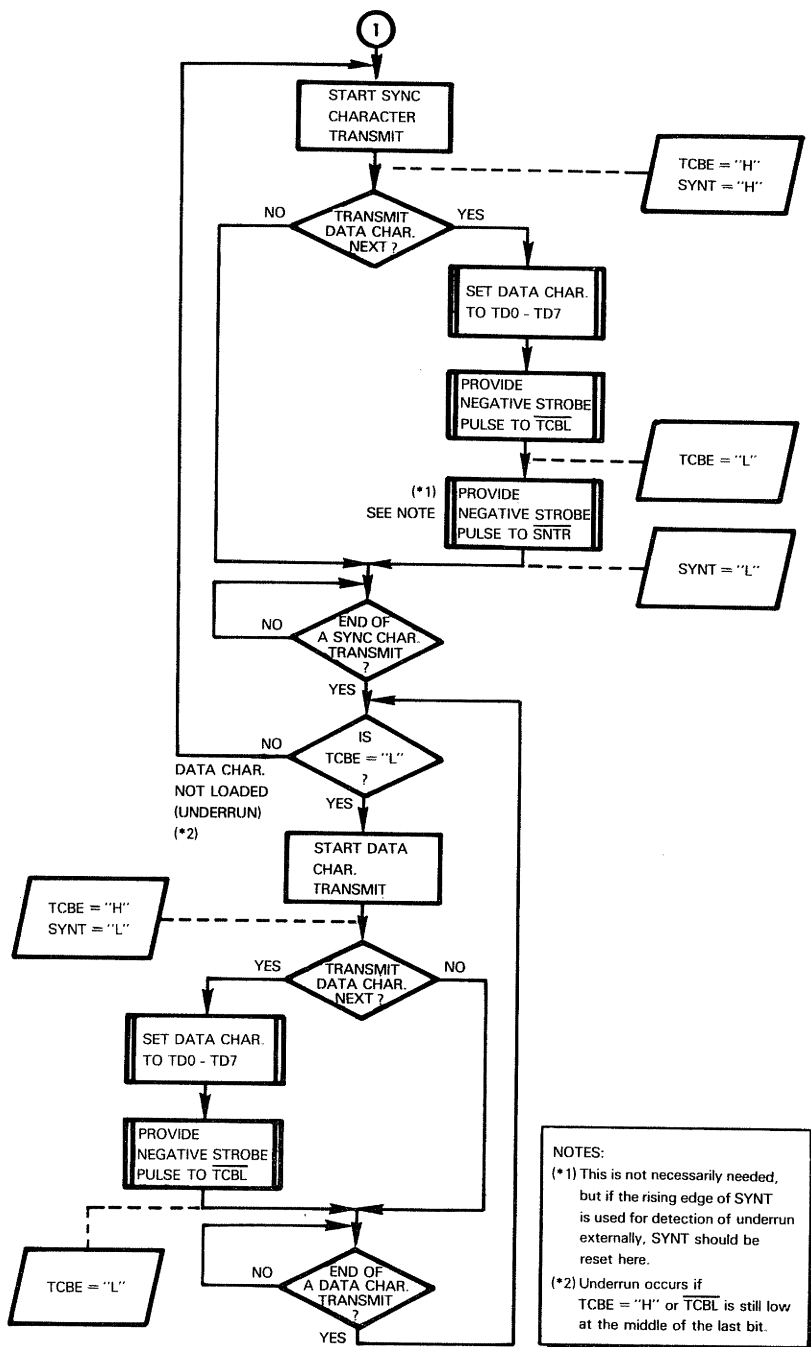 1
START SYNC
CHARACTER
TRANSMIT
TCBE = "H"
SYNT = "H"
NO
TRANSMIT
DATA CHAR.
NEXT ?
YES
SET DATA CHAR.
TO TD0 - TD7
PROVIDE
NEGATIVE STROBE
PULSE TO TCBL
TCBE = "L"
(*1)
SEE NOTE
PROVIDE
NEGATIVE STROBE
PULSE TO SNTR
SYNT = "L"
NO
END OF
A SYNC CHAR.
TRANSMIT
?
YES
NO
IS
TCBE = "L"
?
DATA CHAR.
NOT LOADED
(UNDERRUN)
(*2)
YES
START DATA
CHAR.
TRANSMIT
TCBE = "H"
SYNT = "L"
YES
TRANSMIT
DATA CHAR.
NEXT ?
NO
SET DATA CHAR.
TO TD0 - TD7
PROVIDE
NEGATIVE STROBE
PULSE TO TCBL
TCBE = "L"
NO
END OF
A DATA CHAR.
TRANSMIT
?
YES
NOTES:
(*1) This is not necessarily needed,
but if the rising edge of SYNT
is used for detection of underrun
externally, SYNT should be
reset here.
(*2) Underrun occurs if
TCBE = "H" or TCBL is still low
at the middle of the last bit.